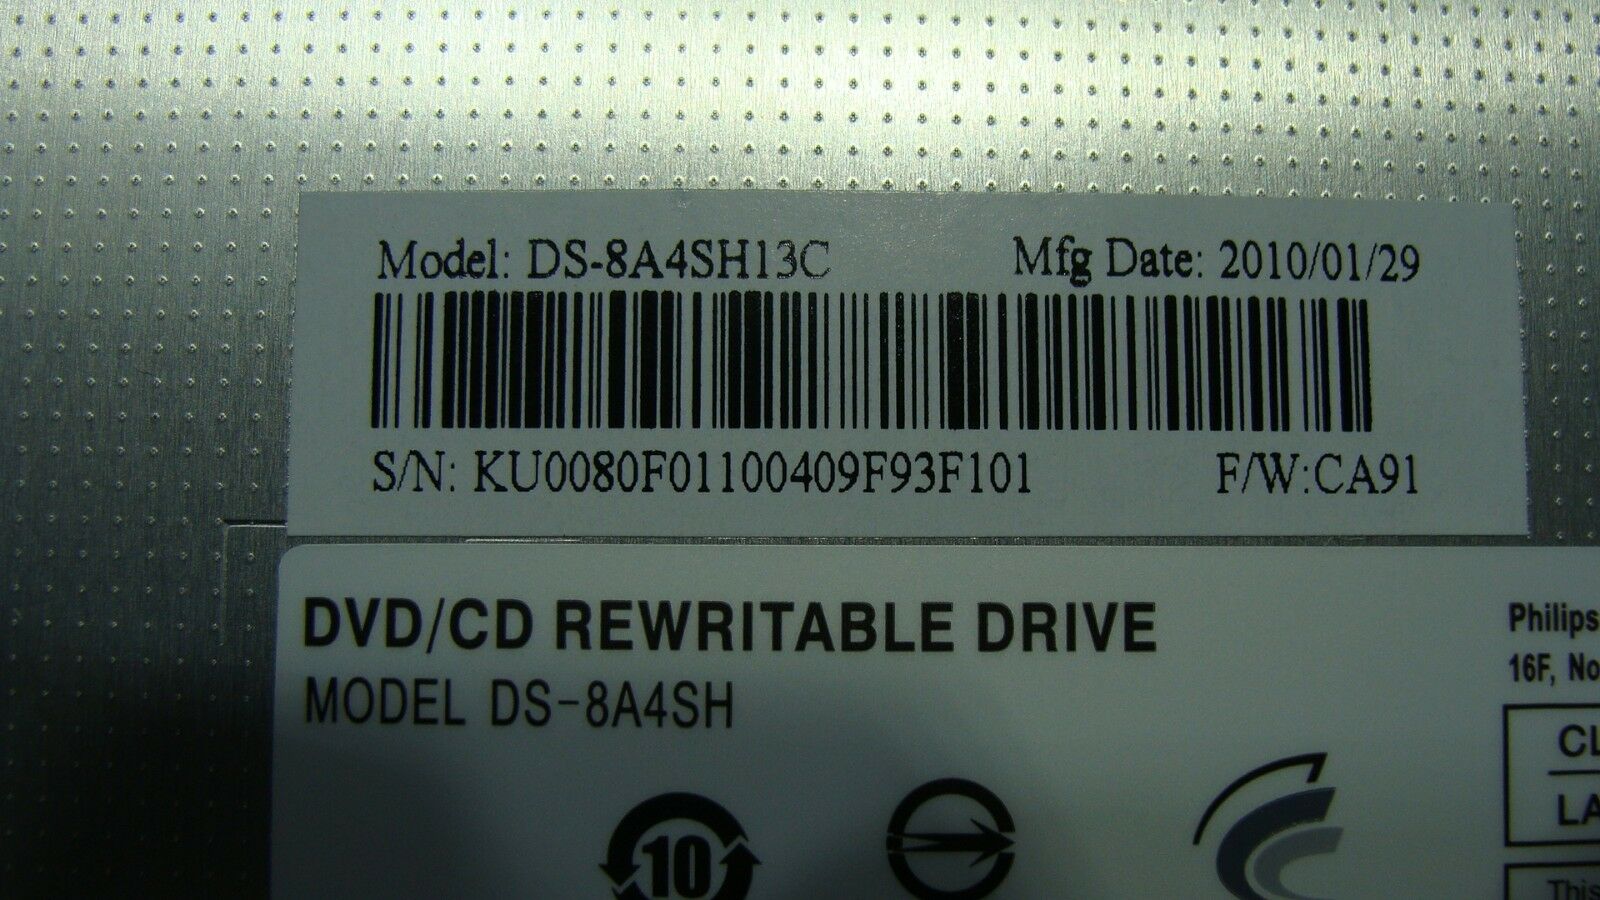 Model: DS-8A4SH13C Mfg Date: 2010/01/29
S/N: KU0080F01100409F93F101 F/W:CA91
DVD/CD REWRITABLE DRIVE
MODEL DS-8A4SH
Philips
16F, No
CL
LA
This
10